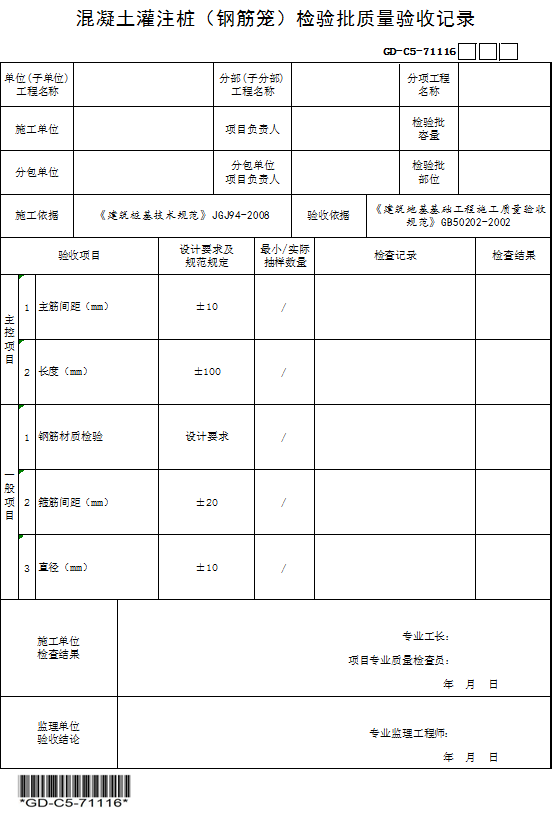 混凝土灌注桩（钢筋笼）检验批质量验收记录
GD-C5-71116
单位(子单位)
工程名称
分部(子分部)
工程名称
分项工程
名称
施工单位
项目负责人
检验批
容量
分包单位
分包单位
项目负责人
检验批
部位
施工依据
《建筑桩基技术规范》JGJ94-2008
验收依据
《建筑地基基础工程施工质量验收
规范》GB50202-2002
验收项目
设计要求及
规范规定
最小/实际
抽样数量
检查记录
检查结果
主控项目
1
主筋间距（mm）
±10
/
2
长度（mm）
±100
/
一般项目
1
钢筋材质检验
设计要求
/
2
箍筋间距（mm）
±20
/
3
直径（mm）
±10
/
施工单位
检查结果
专业工长:
项目专业质量检查员:
年 月 日
监理单位
验收结论
专业监理工程师:
年 月 日
*GD-C5-71116*